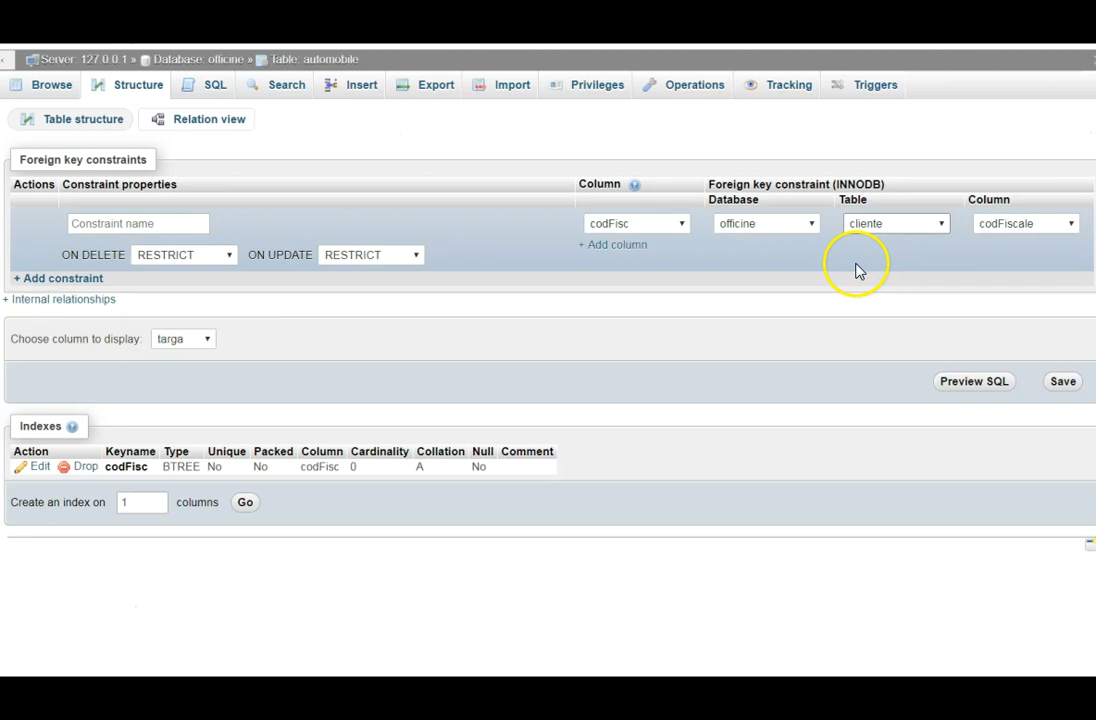 Server: 127.0.0.1 » Database: officine » Table: automobile
Browse Structure SQL Search Insert Export Import Privileges Operations Tracking Triggers
Table structure Relation view
Foreign key constraints
Actions Constraint properties Column Foreign key constraint (INNODB)
Database Table Column
Constraint name codFisc officine cliente codFiscale
+ Add column
ON DELETE RESTRICT ON UPDATE RESTRICT
+ Add constraint
+ Internal relationships
Choose column to display: targa
Preview SQL Save
Indexes
Action Keyname Type Unique Packed Column Cardinality Collation Null Comment
Edit Drop codFisc BTREE No No codFisc 0 A No
Create an index on 1 columns Go